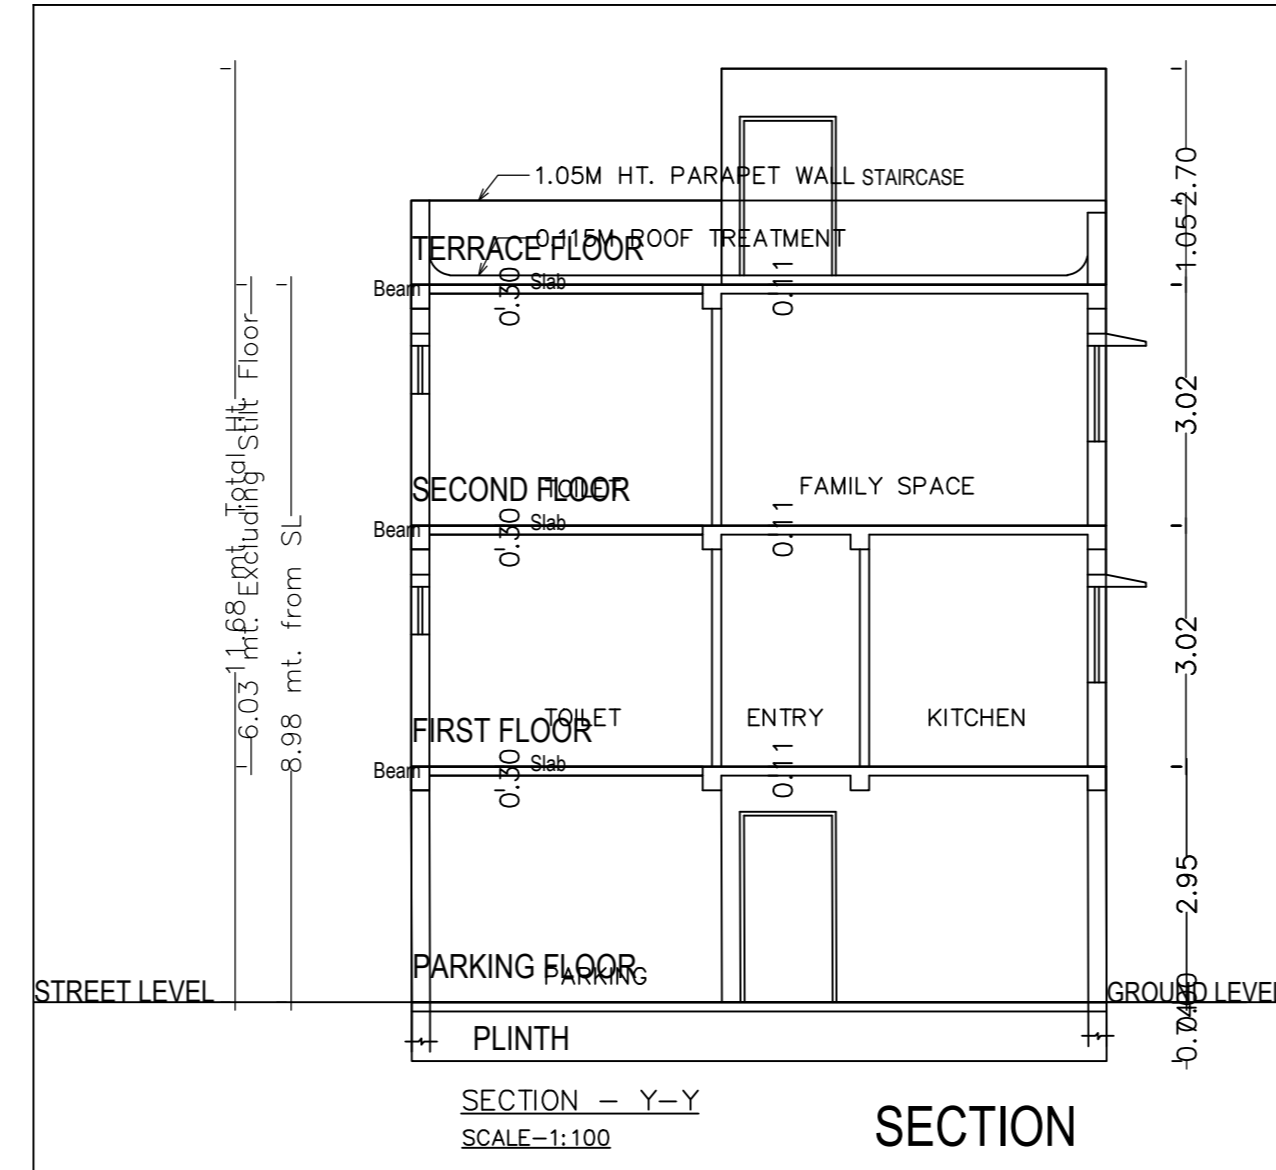 1.05M HT. PARAPET WALL STAIRCASE
2.70
1.05
0.115M ROOF TREATMENT
TERRACE FLOOR
Beam
Slab
0.30
0.11
3.02
11.68 mt. Total Ht.
6.03 mt. Excluding Stilt Floor
8.98 mt. from SL
TOILET
SECOND FLOOR
FAMILY SPACE
Beam
Slab
0.30
0.11
3.02
TOILET
ENTRY
KITCHEN
FIRST FLOOR
Beam
Slab
0.30
0.11
2.95
PARKING FLOOR
PARKING
STREET LEVEL
GROUND LEVEL
PLINTH
SECTION - Y-Y
SCALE-1:100
SECTION